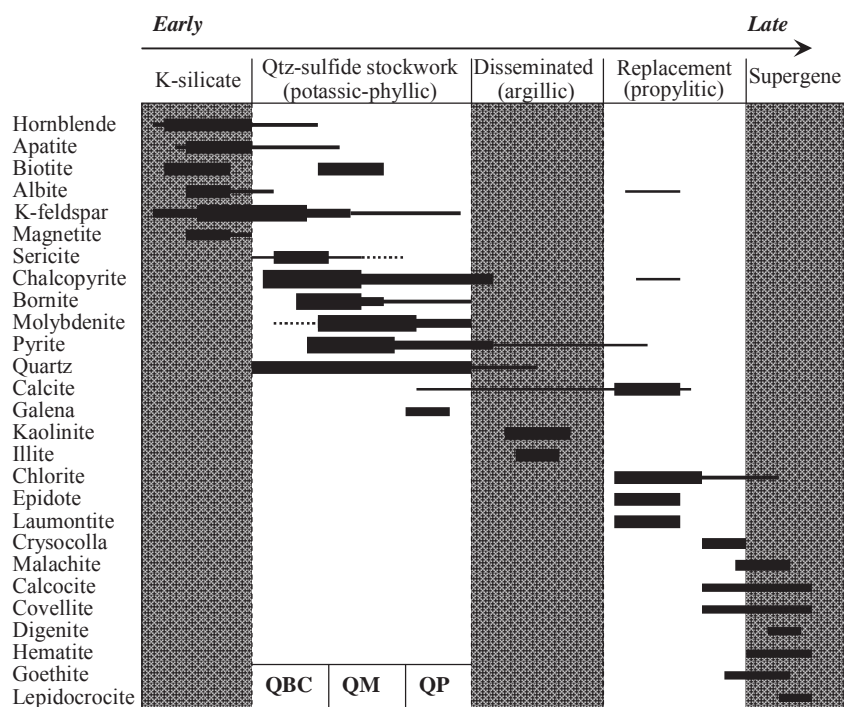 Early Late
K-silicate Qtz-sulfide stockwork (potassic-phyllic) Disseminated (argillic) Replacement (propylitic) Supergene
Hornblende
Apatite
Biotite
Albite
K-feldspar
Magnetite
Sericite
Chalcopyrite
Bornite
Molybdenite
Pyrite
Quartz
Calcite
Galena
Kaolinite
Illite
Chlorite
Epidote
Laumontite
Crysocolla
Malachite
Calcocite
Covellite
Digenite
Hematite
Goethite
Lepidocrocite
QBC QM QP